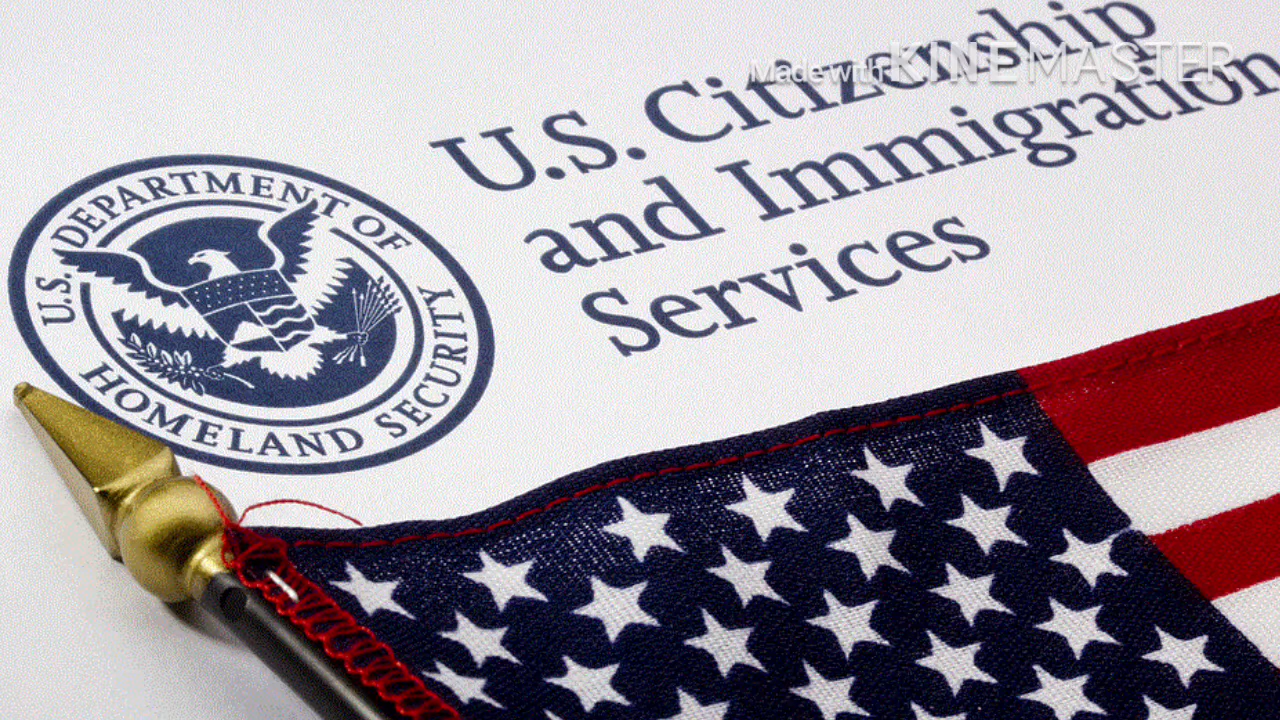 Made with KINEMASTER
U.S. Citizenship
and Immigration
Services
U.S. DEPARTMENT OF
HOMELAND SECURITY